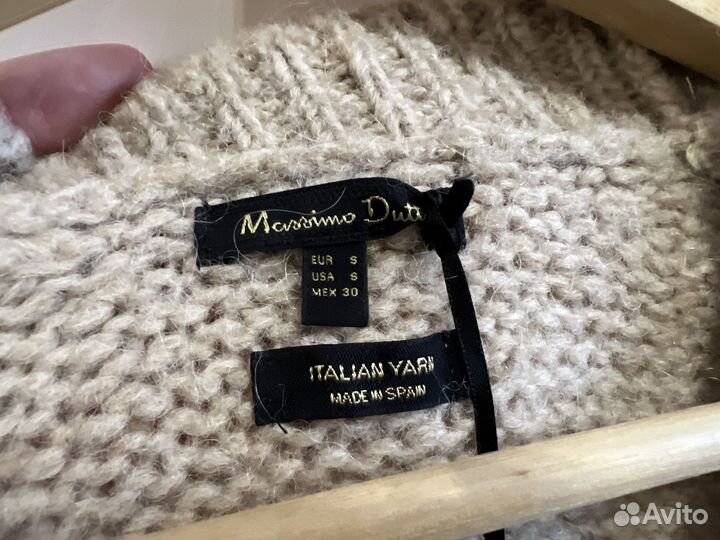 Massimo Duti
EUR S
USA S
MEX 30
ITALIAN YARN
MADE IN SPAIN
Avito